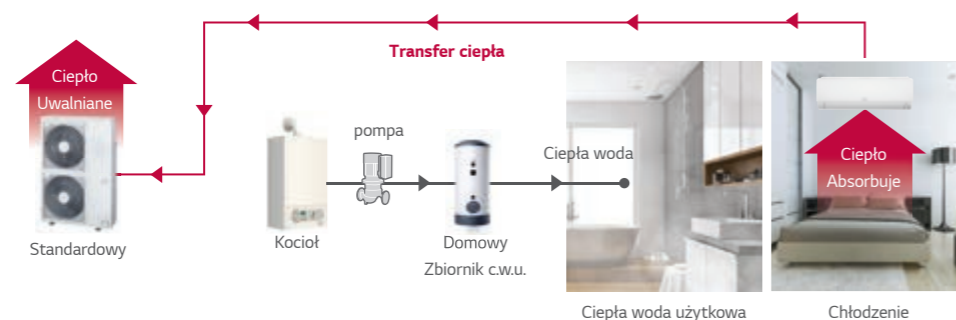 Transfer ciepła
Ciepło
Uwalniane
Standardowy
pompa
Kocioł
Domowy
Zbiornik c.w.u.
Ciepła woda
Ciepła woda użytkowa
Ciepło
Absorbuje
Chłodzenie